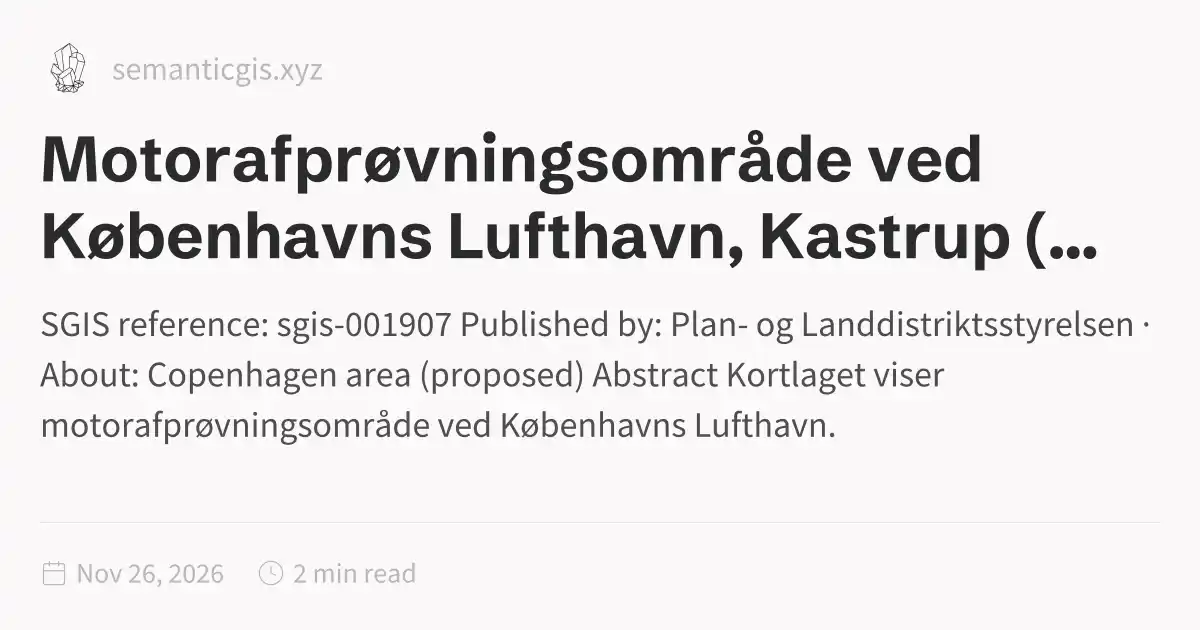 semanticgis.xyz
Motorafprøvningsområde ved
Københavns Lufthavn, Kastrup (...
SGIS reference: sgis-001907 Published by: Plan- og Landdistriktsstyrelsen ·
About: Copenhagen area (proposed) Abstract Kortlaget viser
motorafprøvningsområde ved Københavns Lufthavn.
Nov 26, 2026
2 min read